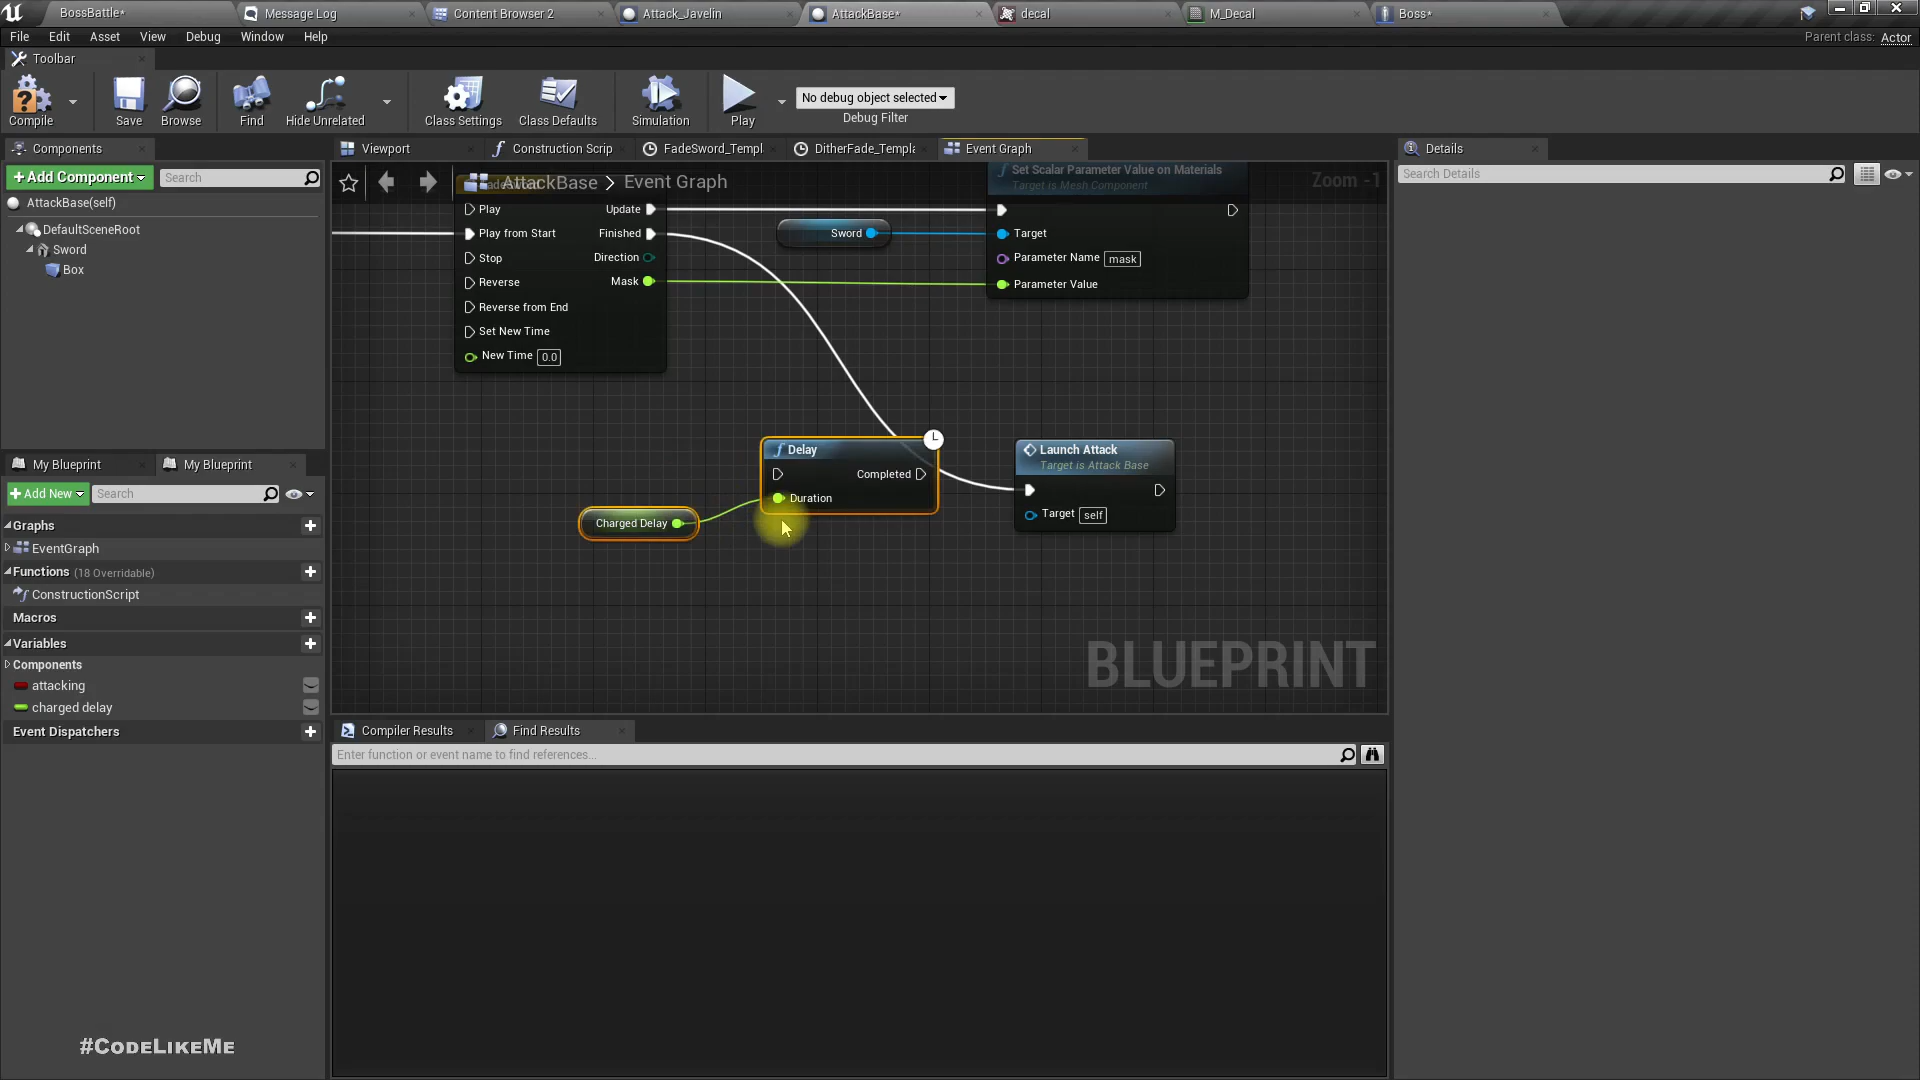 BossBattle*
Message Log
Content Browser 2
Attack_Javelin
AttackBase*
decal
M_Decal
Boss*
File
Edit
Asset
View
Debug
Window
Help
Parent class: Actor
Toolbar
Compile
Save
Browse
Find
Hide Unrelated
Class Settings
Class Defaults
Simulation
Play
No debug object selected
Debug Filter
Components
+Add Component
Search
AttackBase(self)
DefaultSceneRoot
Sword
Box
Viewport
Construction Scrip
FadeSword_Templ
DitherFade_Templa
Event Graph
AttackBase > Event Graph
Zoom -1
Play
Update
Play from Start
Finished
Stop
Direction
Reverse
Mask
Reverse from End
Set New Time
New Time 0.0
Sword
Set Scalar Parameter Value on Materials
Target is Mesh Component
Target
Parameter Name mask
Parameter Value
Delay
Completed
Duration
Charged Delay
Launch Attack
Target is Attack Base
Target self
BLUEPRINT
My Blueprint
My Blueprint
+Add New
Search
Graphs
EventGraph
Functions (18 Overridable)
ConstructionScript
Macros
Variables
Components
attacking
charged delay
Event Dispatchers
Compiler Results
Find Results
Enter function or event name to find references...
Details
Search Details
#CodeLikeMe